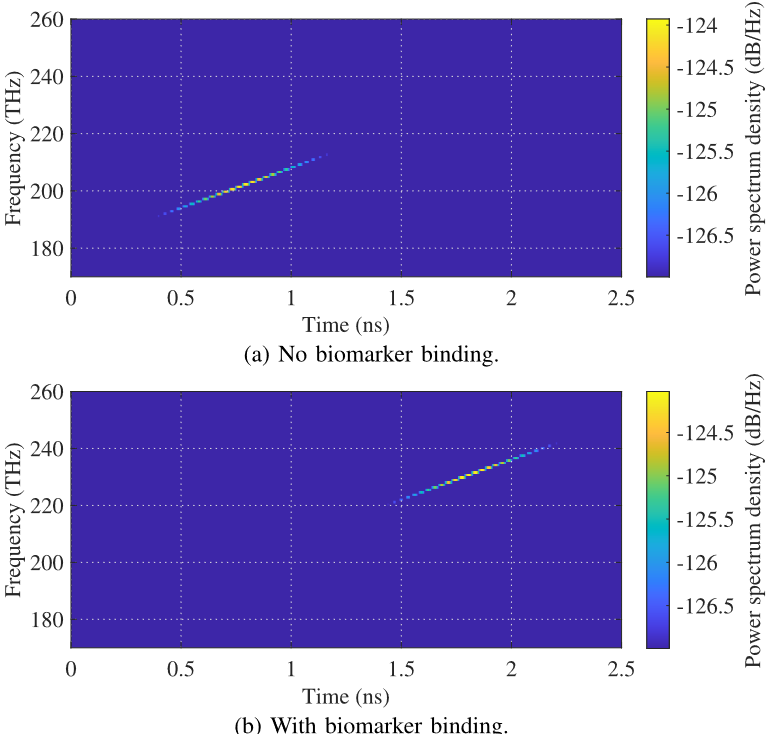 260
240
220
200
180
Frequency (THz)
0 0.5 1 1.5 2 2.5
Time (ns)
-124
-124.5
-125
-125.5
-126
-126.5
Power spectrum density (dB/Hz)
(a) No biomarker binding.
260
240
220
200
180
Frequency (THz)
0 0.5 1 1.5 2 2.5
Time (ns)
-124.5
-125
-125.5
-126
-126.5
Power spectrum density (dB/Hz)
(b) With biomarker binding.